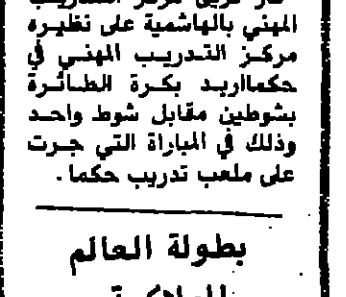 المهني بالهاشمية على نظيره
مركز التدريب المهني في
حكمااربد بكرة الطائرة
بشوطين مقابل شوط واحد
وذلك في المباراة التي جرت
على ملعب تدريب حكما .
بطولة العالم